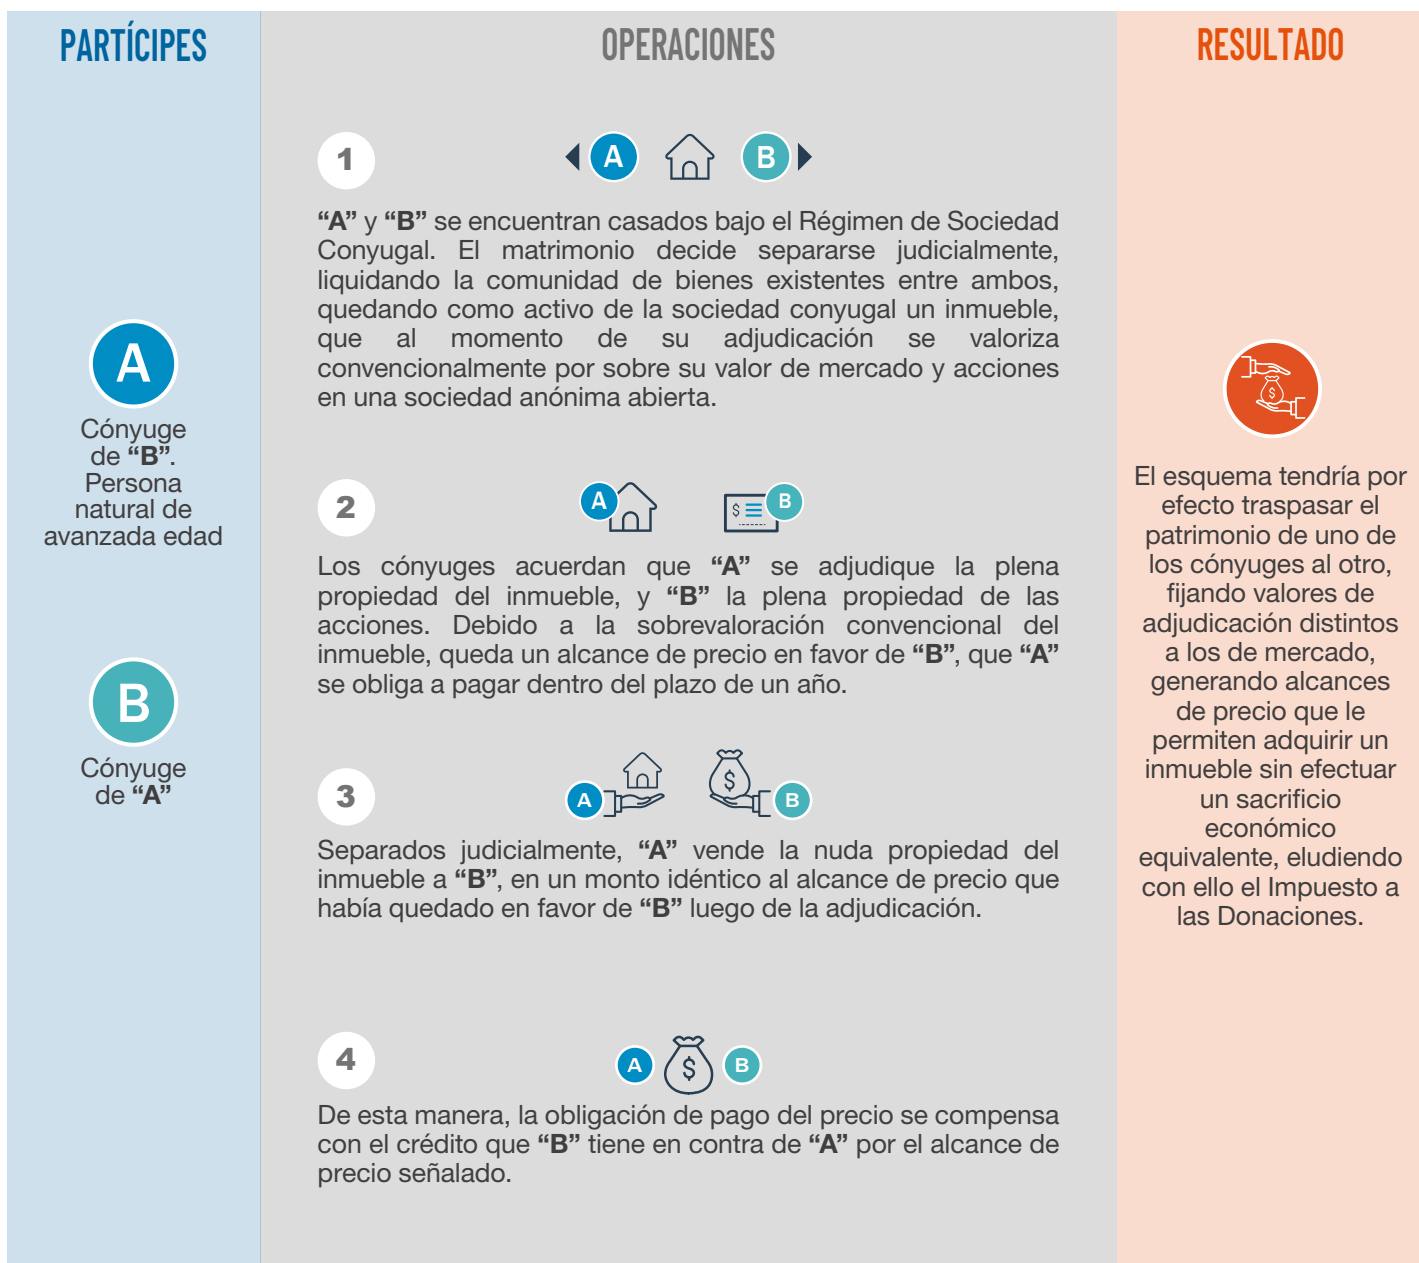 PARTÍCIPES
A
Cónyuge
de “B”.
Persona
natural de
avanzada edad
B
Cónyuge
de “A”
OPERACIONES
1
A
B
“A” y “B” se encuentran casados bajo el Régimen de Sociedad
Conyugal. El matrimonio decide separarse judicialmente,
liquidando la comunidad de bienes existentes entre ambos,
quedando como activo de la sociedad conyugal un inmueble,
que al momento de su adjudicación se valoriza
convencionalmente por sobre su valor de mercado y acciones
en una sociedad anónima abierta.
2
A
$
B
Los cónyuges acuerdan que “A” se adjudique la plena
propiedad del inmueble, y “B” la plena propiedad de las
acciones. Debido a la sobrevaloración convencional del
inmueble, queda un alcance de precio en favor de “B”, que “A”
se obliga a pagar dentro del plazo de un año.
3
A
$
B
Separados judicialmente, “A” vende la nuda propiedad del
inmueble a “B”, en un monto idéntico al alcance de precio que
había quedado en favor de “B” luego de la adjudicación.
4
A
$
B
De esta manera, la obligación de pago del precio se compensa
con el crédito que “B” tiene en contra de “A” por el alcance de
precio señalado.
RESULTADO
$
El esquema tendría por
efecto traspasar el
patrimonio de uno de
los cónyuges al otro,
fijando valores de
adjudicación distintos
a los de mercado,
generando alcances
de precio que le
permiten adquirir un
inmueble sin efectuar
un sacrificio
económico
equivalente, eludiendo
con ello el Impuesto a
las Donaciones.